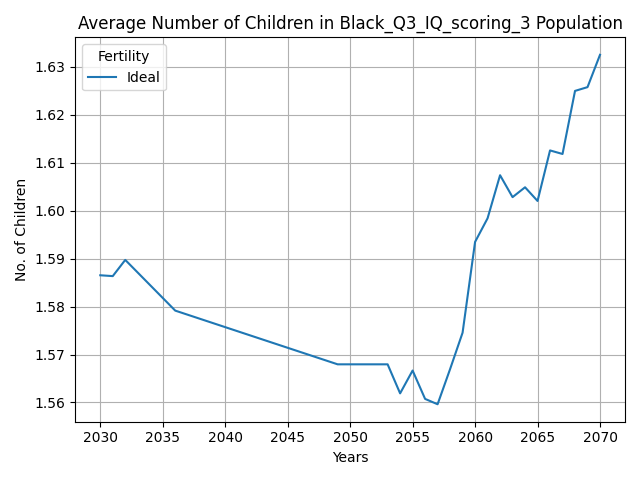 Average Number of Children in Black_Q3_IQ_scoring_3 Population
Fertility
Ideal
No. of Children
1.63
1.62
1.61
1.60
1.59
1.58
1.57
1.56
2030 2035 2040 2045 2050 2055 2060 2065 2070
Years